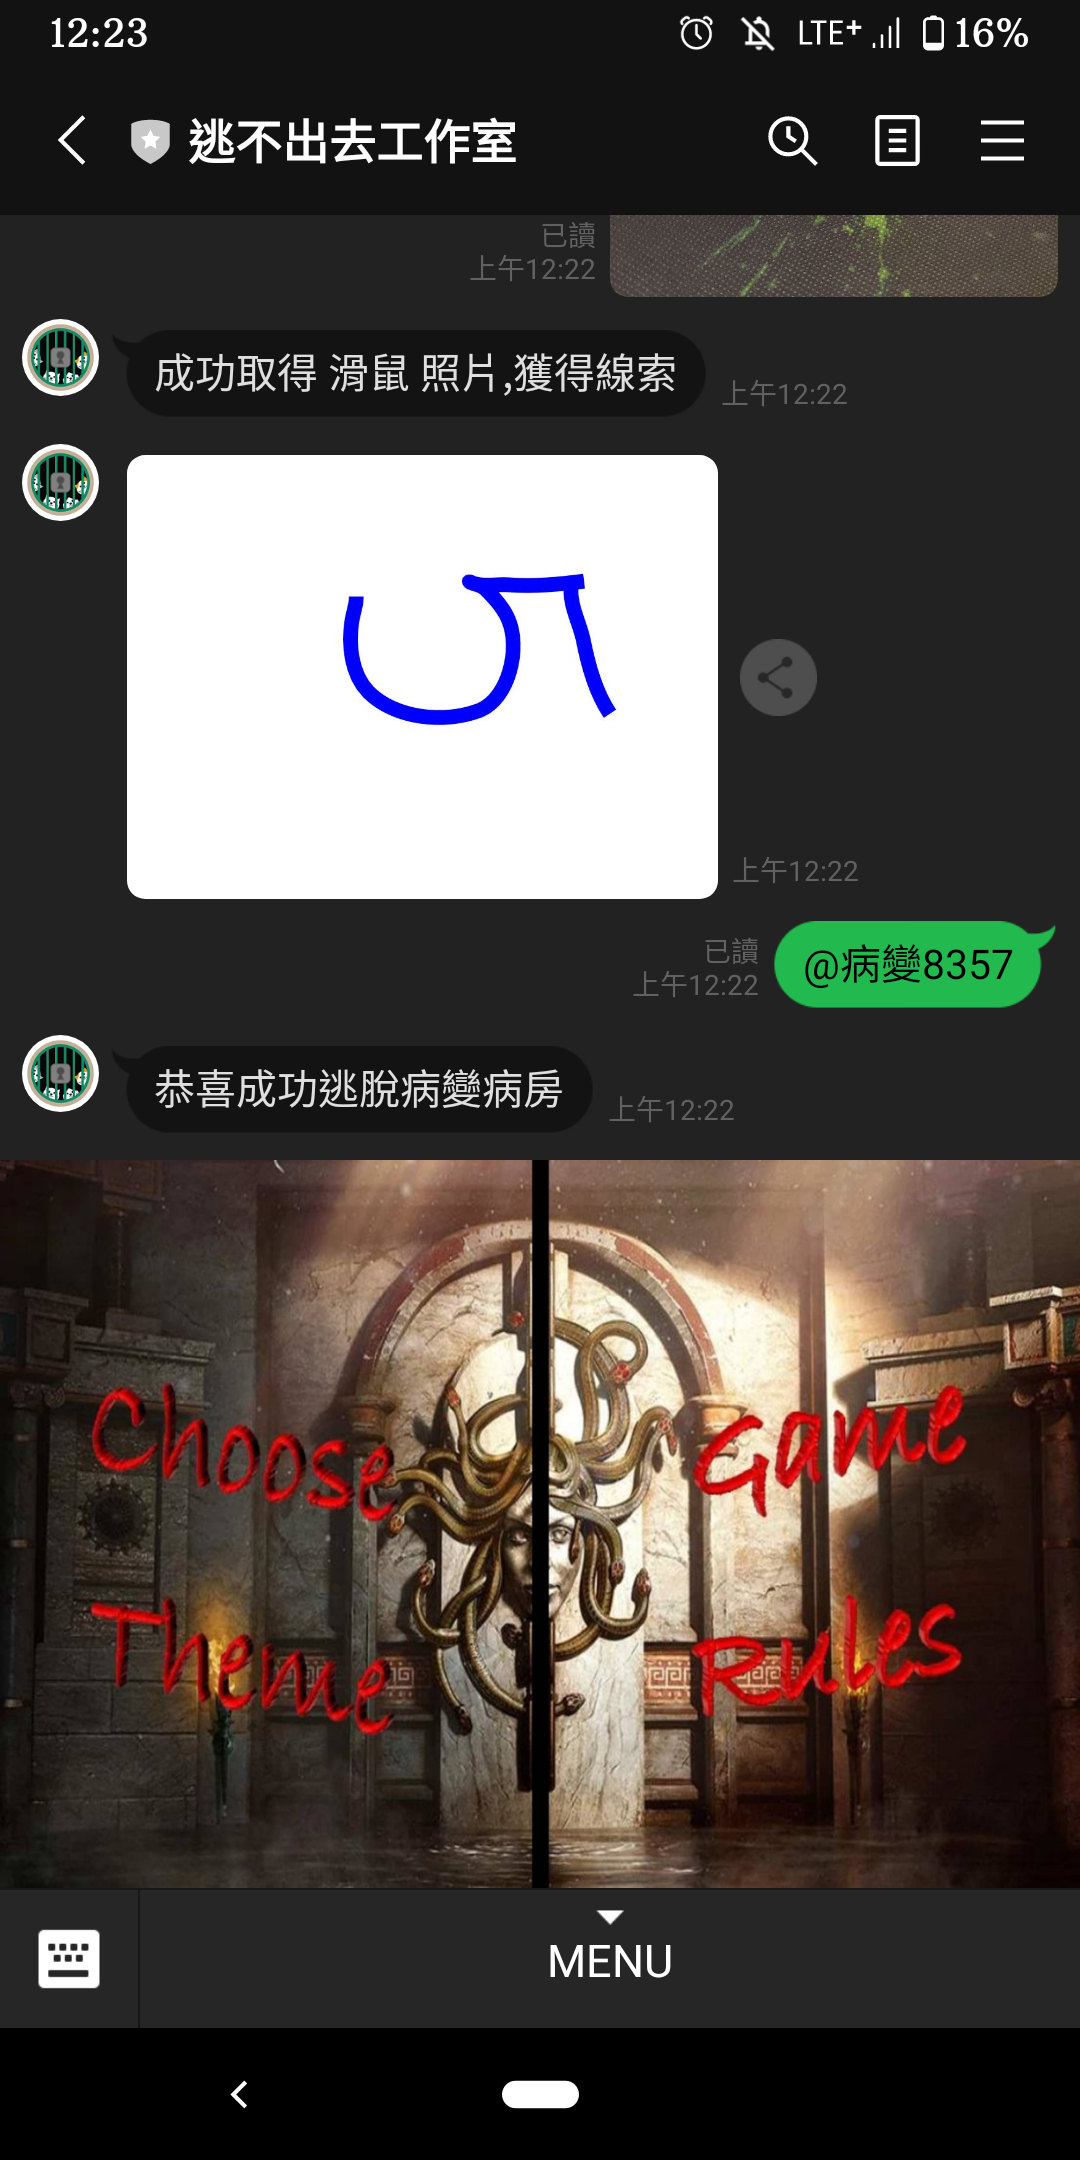 12:23
LTE+ 16%
逃不出去工作室
已讀
上午12:22
成功取得 滑鼠 照片,獲得線索
上午12:22
5
上午12:22
已讀
上午12:22
@病變8357
恭喜成功逃脫病變病房
上午12:22
Choose
Theme
Game
Rules
MENU